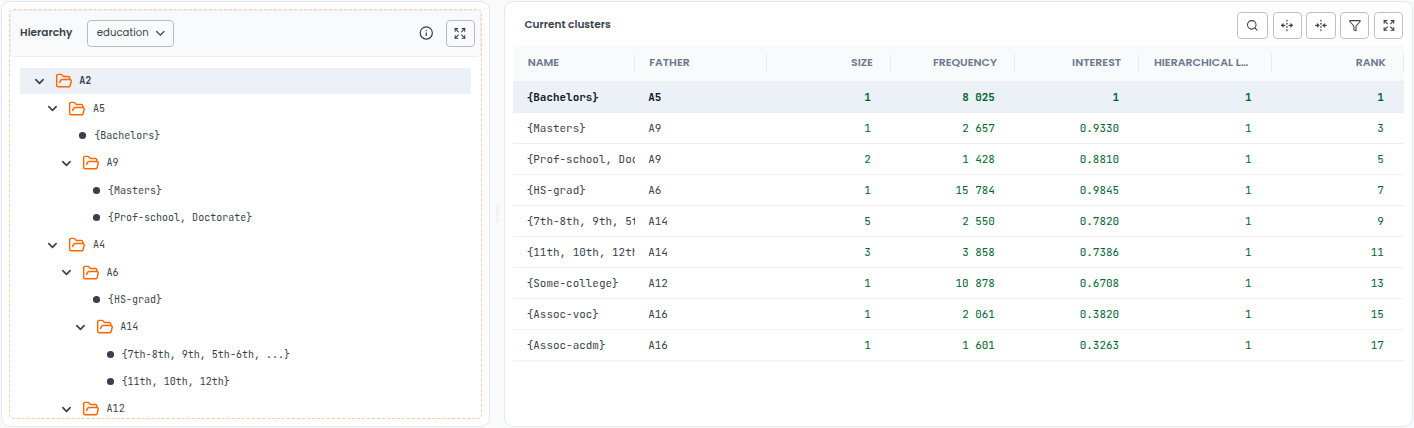 Hierarchy education
A2
A5
{Bachelors}
A9
{Masters}
{Prof-school, Doctorate}
A4
A6
{HS-grad}
A14
{7th-8th, 9th, 5th-6th, ...}
{11th, 10th, 12th}
A12
Current clusters
NAME FATHER SIZE FREQUENCY INTEREST HIERARCHICAL L... RANK
{Bachelors} A5 1 8 025 1 1 1
{Masters} A9 1 2 657 0.9330 1 3
{Prof-school, Doc A9 2 1 428 0.8810 1 5
{HS-grad} A6 1 15 784 0.9845 1 7
{7th-8th, 9th, 5t A14 5 2 550 0.7820 1 9
{11th, 10th, 12th A14 3 3 858 0.7386 1 11
{Some-college} A12 1 10 878 0.6708 1 13
{Assoc-voc} A16 1 2 061 0.3820 1 15
{Assoc-acdm} A16 1 1 601 0.3263 1 17